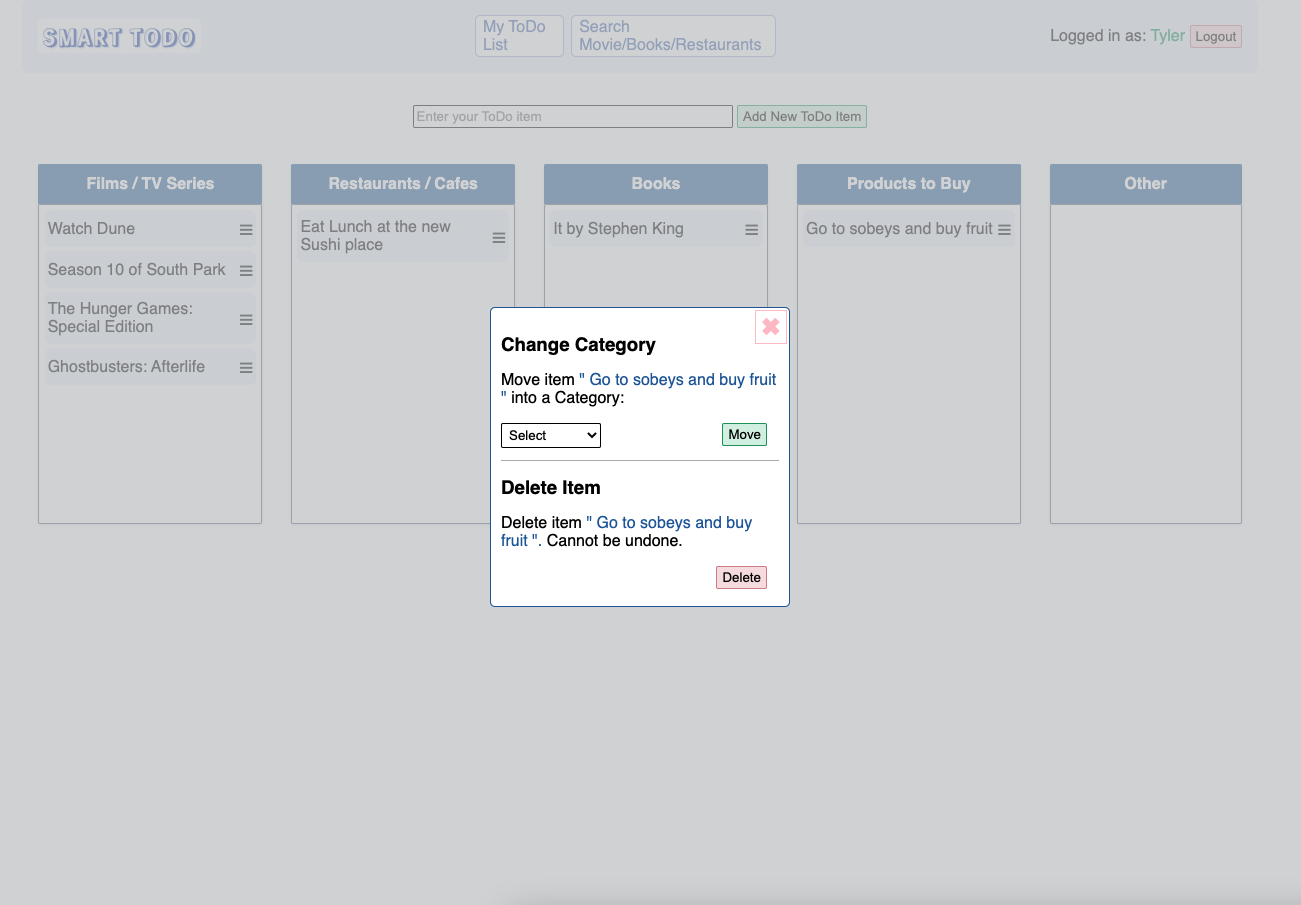 SMART TODO
My ToDo
List
Search
Movie/Books/Restaurants
Logged in as: Tyler Logout
Enter your ToDo item
Add New ToDo Item
Films / TV Series
Watch Dune
Season 10 of South Park
The Hunger Games:
Special Edition
Ghostbusters: Afterlife
Restaurants / Cafes
Eat Lunch at the new
Sushi place
Books
It by Stephen King
Products to Buy
Go to sobeys and buy fruit
Other
Change Category
Move item " Go to sobeys and buy fruit
" into a Category:
Select
Move
Delete Item
Delete item " Go to sobeys and buy
fruit ". Cannot be undone.
Delete